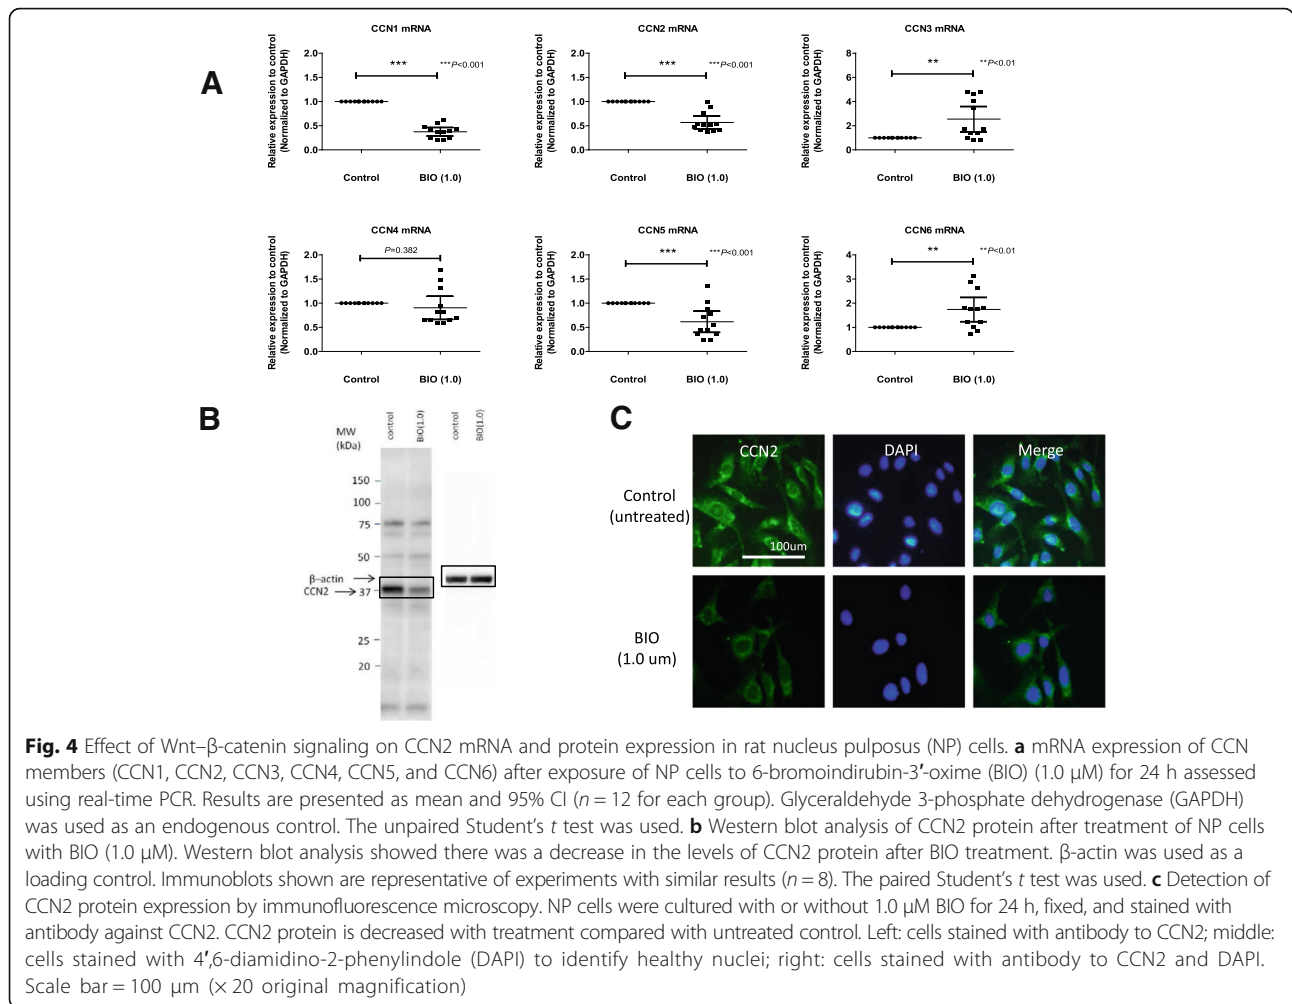 A
CCN1 mRNA
Relative expression to control
(Normalized to GAPDH)
2.0
1.5
1.0
0.5
0.0
***
***P<0.001
Control
BIO (1.0)
CCN2 mRNA
Relative expression to control
(Normalized to GAPDH)
2.0
1.5
1.0
0.5
0.0
***
***P<0.001
Control
BIO (1.0)
CCN3 mRNA
Relative expression to control
(Normalized to GAPDH)
8
6
4
2
0
**
**P<0.01
Control
BIO (1.0)
CCN4 mRNA
Relative expression to control
(Normalized to GAPDH)
2.0
1.5
1.0
0.5
0.0
P=0.382
Control
BIO (1.0)
CCN5 mRNA
Relative expression to control
(Normalized to GAPDH)
2.0
1.5
1.0
0.5
0.0
***
***P<0.001
Control
BIO (1.0)
CCN6 mRNA
Relative expression to control
(Normalized to GAPDH)
4
3
2
1
0
**
**P<0.01
Control
BIO (1.0)
B
MW
(kDa)
control
BIO(1.0)
control
BIO(1.0)
150
100
75
50
β-actin
CCN2
37
25
20
C
CCN2
DAPI
Merge
Control
(untreated)
100um
BIO
(1.0 um)
Fig. 4 Effect of Wnt–β-catenin signaling on CCN2 mRNA and protein expression in rat nucleus pulposus (NP) cells. a mRNA expression of CCN
members (CCN1, CCN2, CCN3, CCN4, CCN5, and CCN6) after exposure of NP cells to 6-bromoindirubin-3′-oxime (BIO) (1.0 μM) for 24 h assessed
using real-time PCR. Results are presented as mean and 95% CI (n = 12 for each group). Glyceraldehyde 3-phosphate dehydrogenase (GAPDH)
was used as an endogenous control. The unpaired Student’s t test was used. b Western blot analysis of CCN2 protein after treatment of NP cells
with BIO (1.0 μM). Western blot analysis showed there was a decrease in the levels of CCN2 protein after BIO treatment. β-actin was used as a
loading control. Immunoblots shown are representative of experiments with similar results (n = 8). The paired Student’s t test was used. c Detection of
CCN2 protein expression by immunofluorescence microscopy. NP cells were cultured with or without 1.0 μM BIO for 24 h, fixed, and stained with
antibody against CCN2. CCN2 protein is decreased with treatment compared with untreated control. Left: cells stained with antibody to CCN2; middle:
cells stained with 4′,6-diamidino-2-phenylindole (DAPI) to identify healthy nuclei; right: cells stained with antibody to CCN2 and DAPI.
Scale bar = 100 μm (× 20 original magnification)